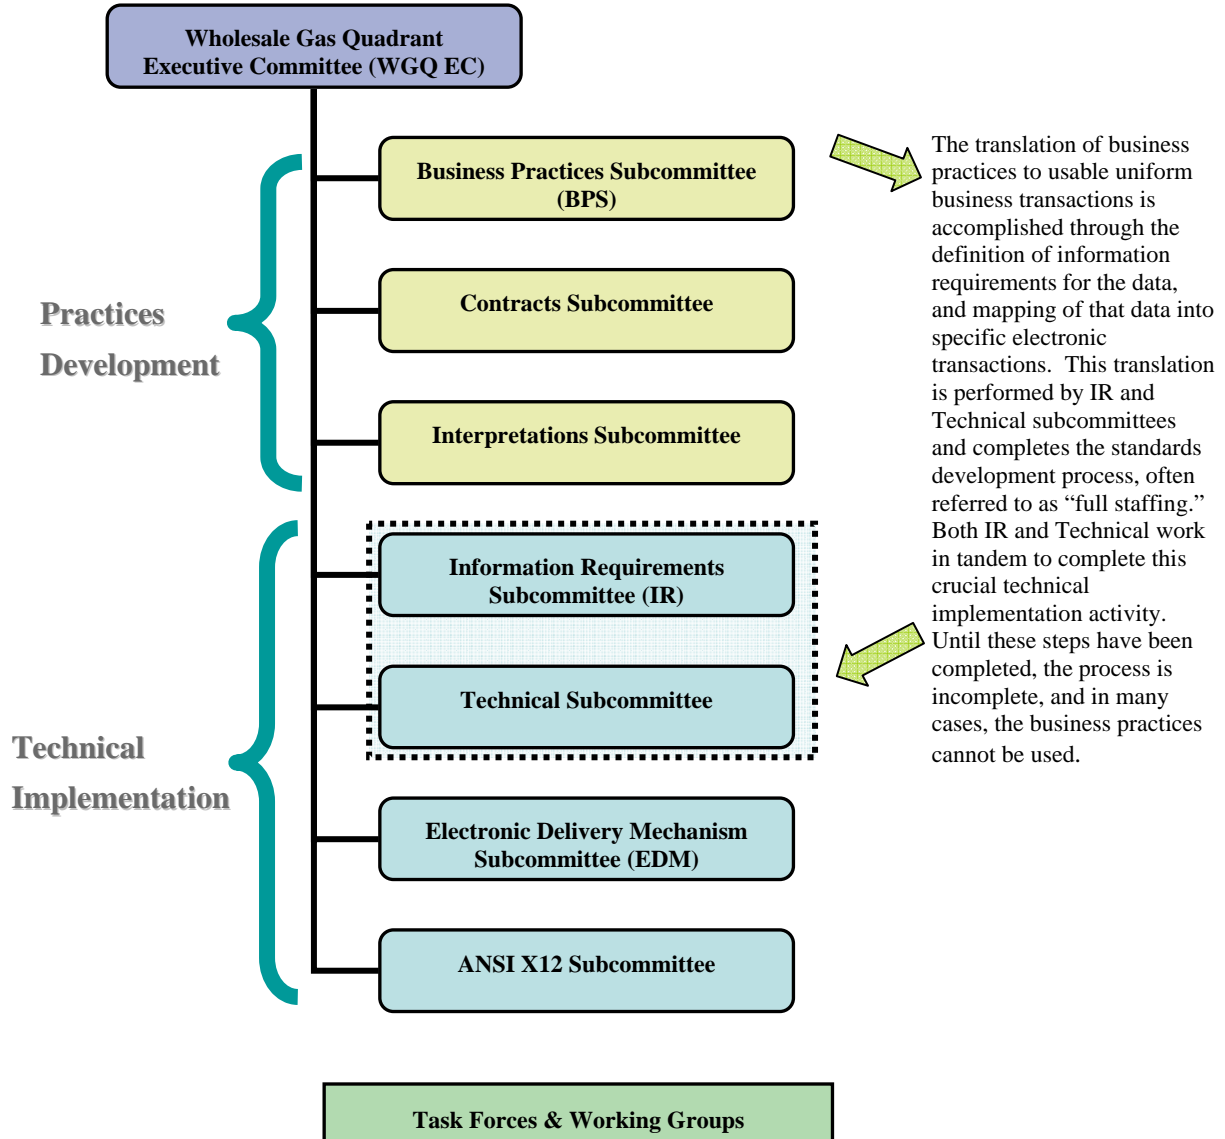 Wholesale Gas Quadrant
Executive Committee (WGQ EC)
Business Practices Subcommittee
(BPS)
Contracts Subcommittee
Interpretations Subcommittee
Practices
Development
Information Requirements
Subcommittee (IR)
Technical Subcommittee
Electronic Delivery Mechanism
Subcommittee (EDM)
ANSI X12 Subcommittee
Technical
Implementation
The translation of business
practices to usable uniform
business transactions is
accomplished through the
definition of information
requirements for the data,
and mapping of that data into
specific electronic
transactions.  This translation
is performed by IR and
Technical subcommittees
and completes the standards
development process, often
referred to as “full staffing.”
Both IR and Technical work
in tandem to complete this
crucial technical
implementation activity.
Until these steps have been
completed, the process is
incomplete, and in many
cases, the business practices
cannot be used.
Task Forces & Working Groups